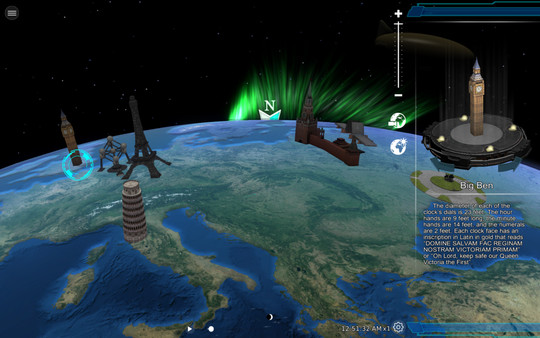 N
Big Ben
The diameter of each of the
clock's dials is 23 feet. The hour
hands are 9 feet long, the minute
hands are 14 feet, and the numerals
are 2 feet. Each clock face has an
inscription in Latin in gold that reads
"DOMINE SALVAM FAC REGINAM
NOSTRAM VICTORIAM PRIMAM"
or "Oh Lord, keep safe our Queen
Victoria the First".
12:51:32 AM x1